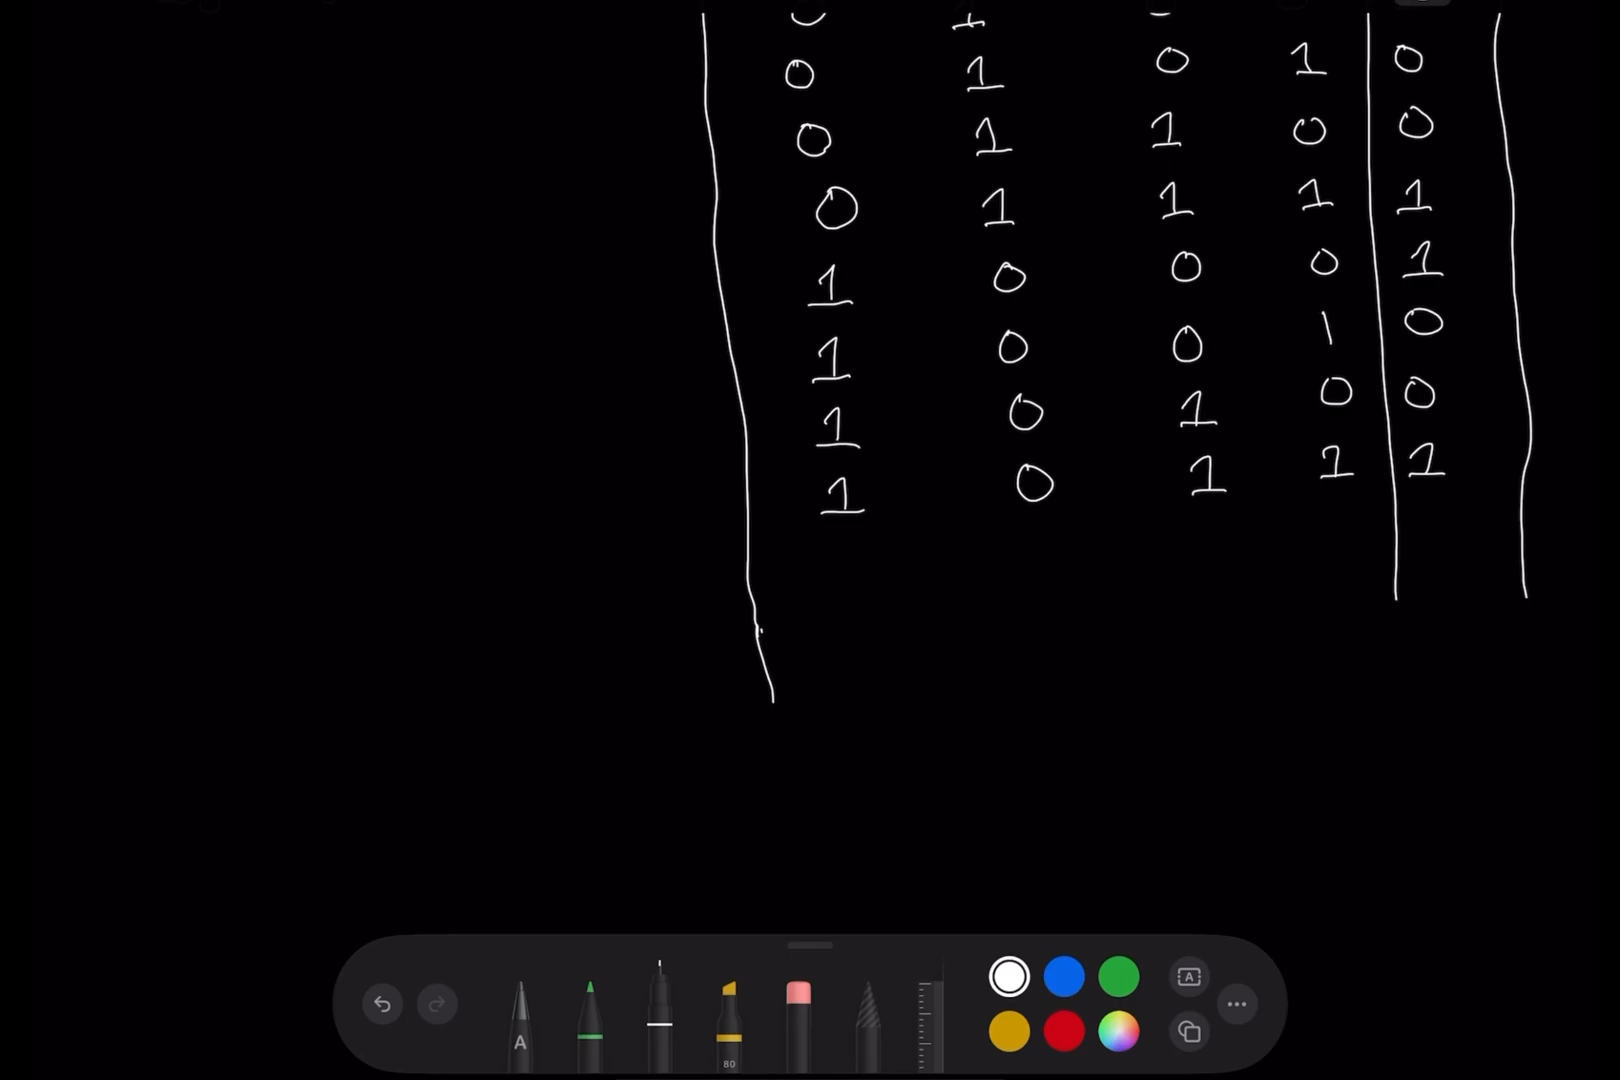 0 1 0 1 0
0 1 1 0 0
0 1 1 1 1
1 0 0 0 1
1 0 0 1 0
1 0 1 0 0
1 0 1 1 1
A
80
A